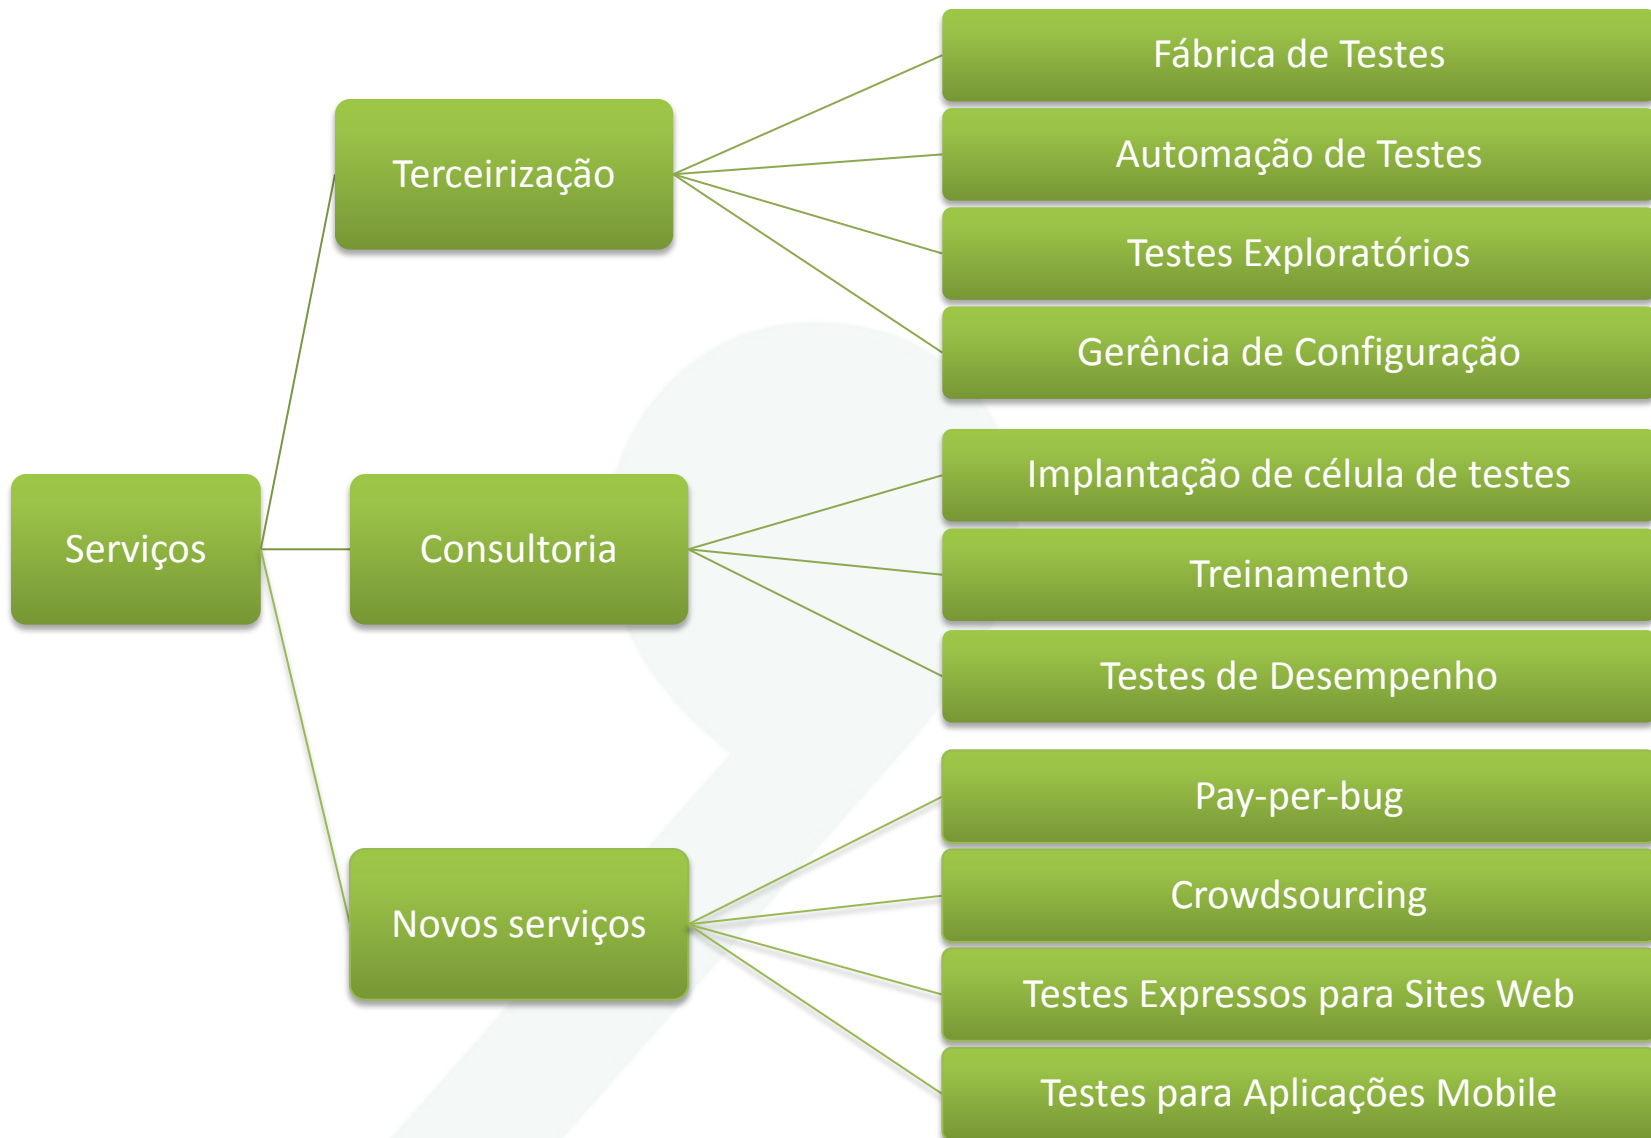 Serviços
Terceirização
Fábrica de Testes
Automação de Testes
Testes Exploratórios
Gerência de Configuração
Consultoria
Implantação de célula de testes
Treinamento
Testes de Desempenho
Novos serviços
Pay-per-bug
Crowdsourcing
Testes Expressos para Sites Web
Testes para Aplicações Mobile